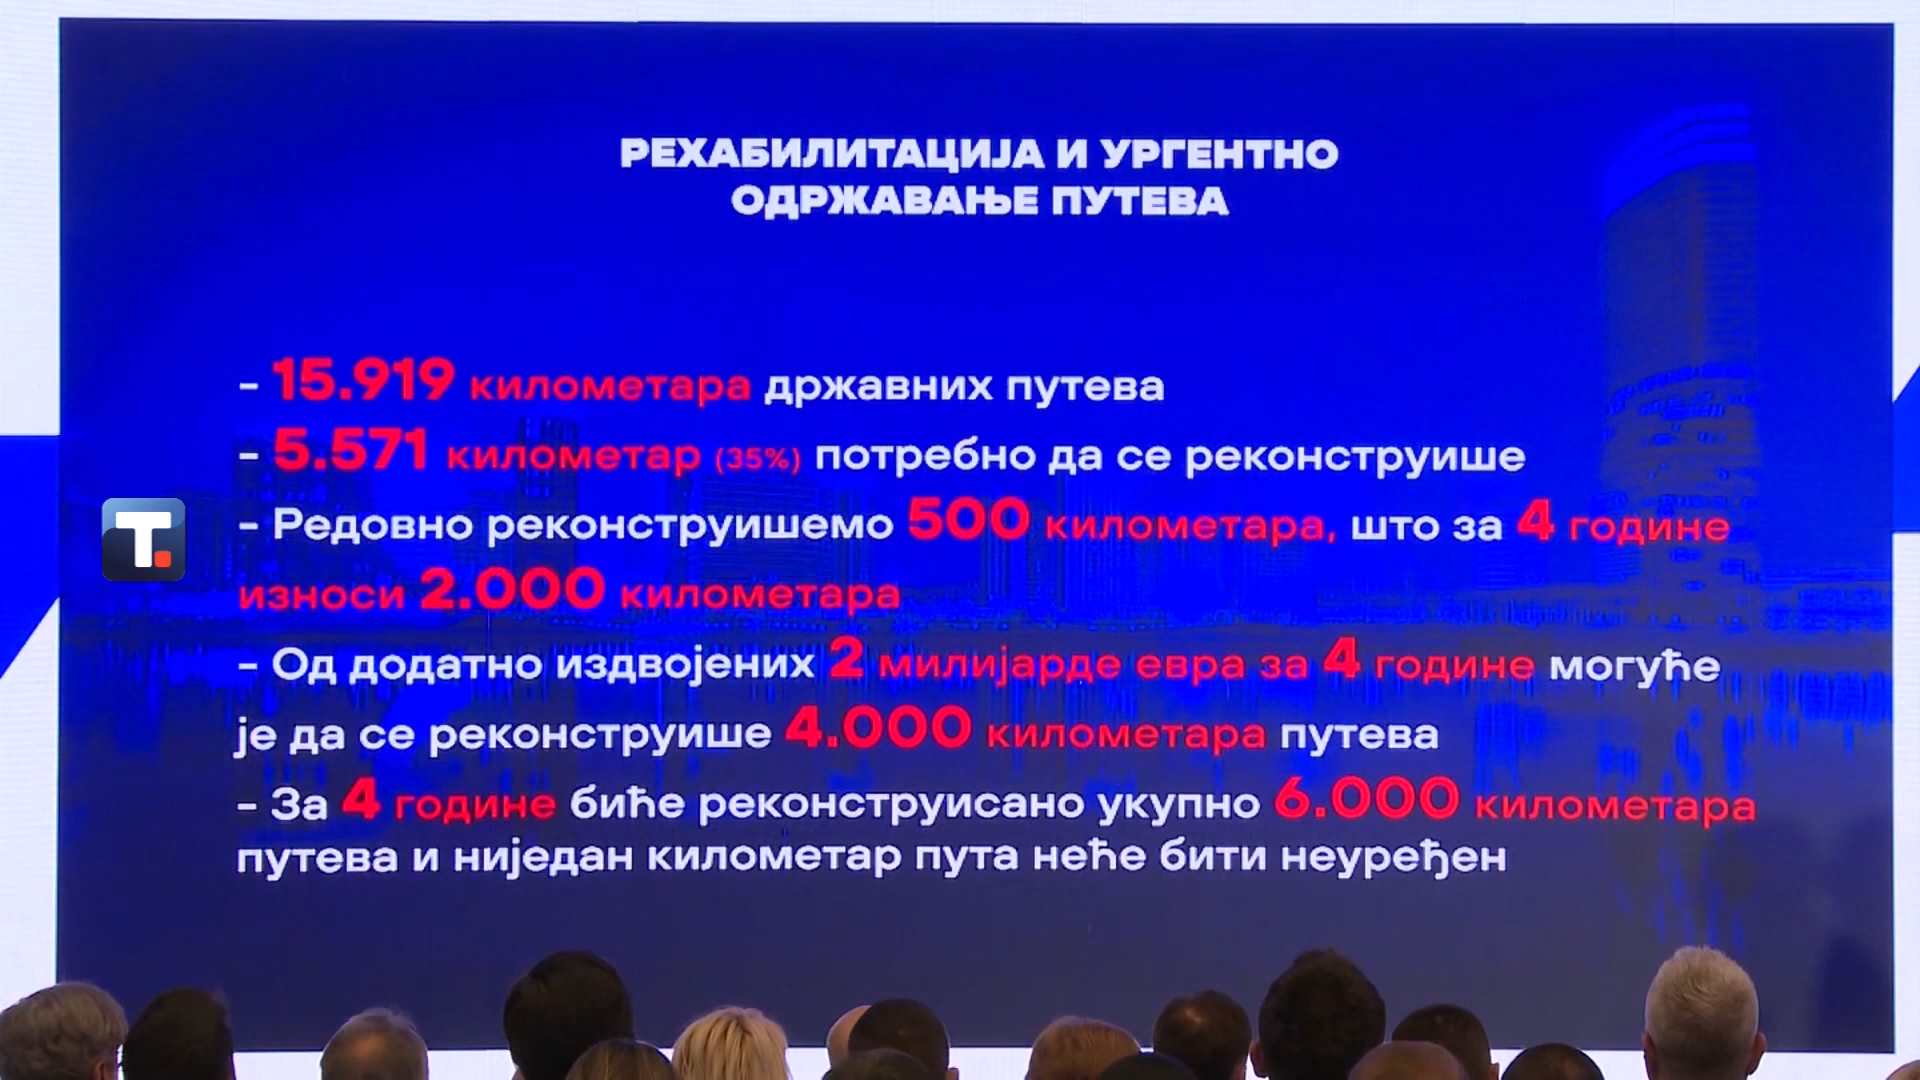 РЕХАБИЛИТАЦИЈА И УРГЕНТНО
ОДРЖАВАЊЕ ПУТЕВА
- 15.919 километара државних путева
- 5.571 километар (35%) потребно да се реконструише
- Редовно реконструишемо 500 километара, што за 4 године
износи 2.000 километара
- Од додатно издвојених 2 милијарде евра за 4 године могуће
је да се реконструише 4.000 километара путева
- За 4 године биће реконструисано укупно 6.000 километара
путева и ниједан километар пута неће бити неуређен
T.